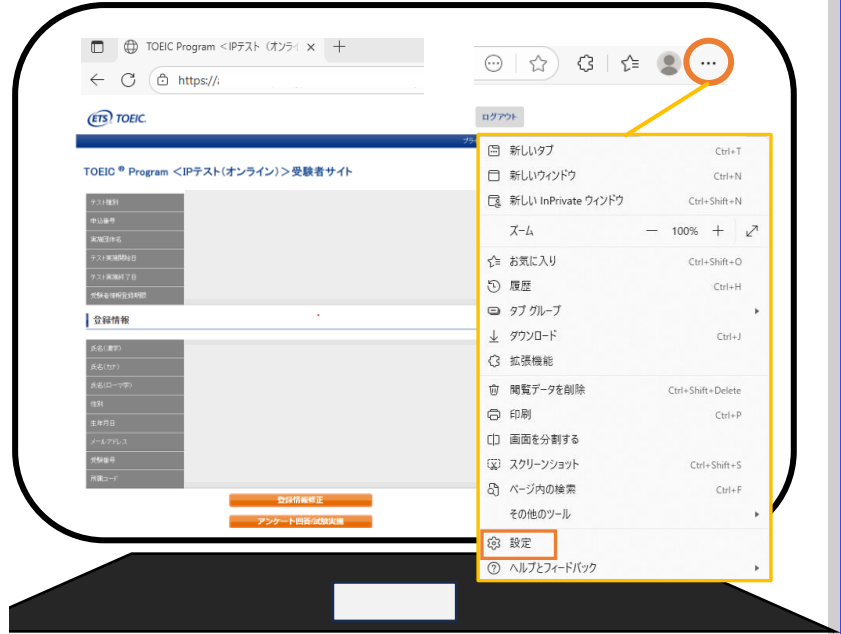 TOEIC Program <IPテスト (オンライ
https://
ETS TOEIC.
ログアウト
プライ
TOEIC ® Program <IPテスト(オンライン)>受験者サイト
テスト種別
申込番号
実施団体名
テスト実施開始日
テスト実施終了日
受験者情報登録期間
登録情報
氏名(漢字)
氏名(カナ)
氏名(ローマ字)
性別
生年月日
メールアドレス
受験番号
所属コード
登録情報修正
アンケート回答/試験実施
新しいタブ Ctrl+T
新しいウィンドウ Ctrl+N
新しい InPrivate ウィンドウ Ctrl+Shift+N
ズーム — 100% +
お気に入り Ctrl+Shift+O
履歴 Ctrl+H
タブ グループ
ダウンロード Ctrl+J
拡張機能
閲覧データを削除 Ctrl+Shift+Delete
印刷 Ctrl+P
画面を分割する
スクリーンショット Ctrl+Shift+S
ページ内の検索 Ctrl+F
その他のツール
設定
ヘルプとフィードバック